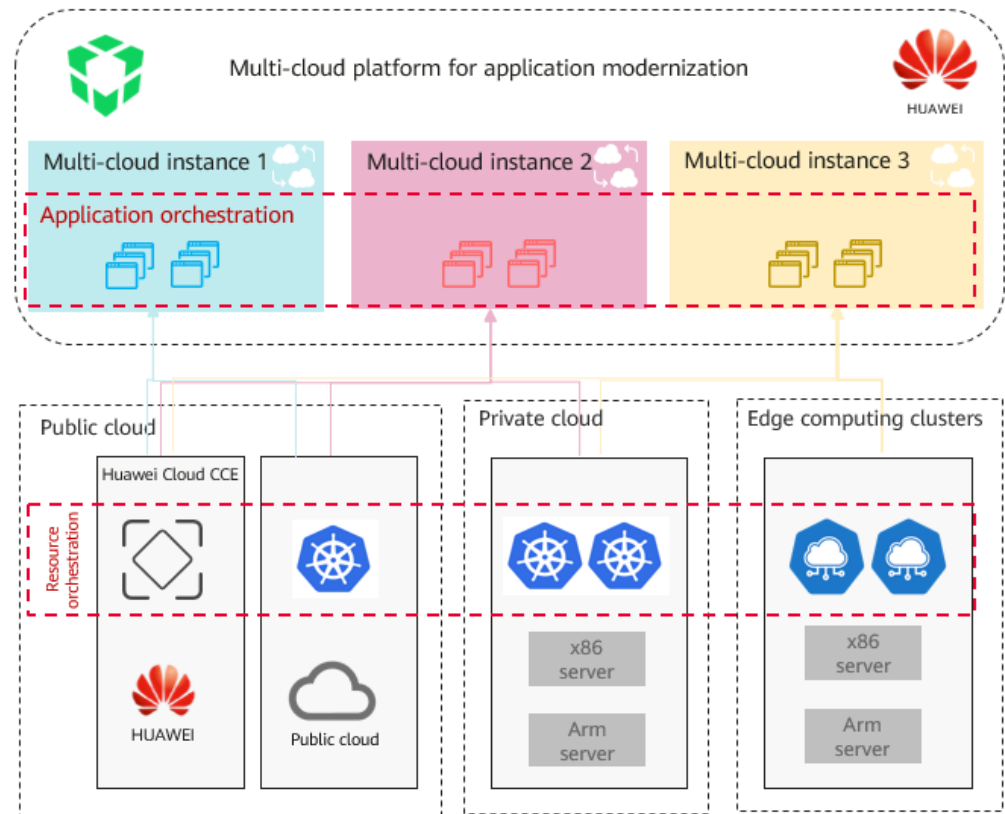 Multi-cloud platform for application modernization
HUAWEI
Multi-cloud instance 1
Multi-cloud instance 2
Multi-cloud instance 3
Application orchestration
Public cloud
Private cloud
Edge computing clusters
Huawei Cloud CCE
Resource
orchestration
HUAWEI
Public cloud
x86
server
Arm
server
x86
server
Arm
server